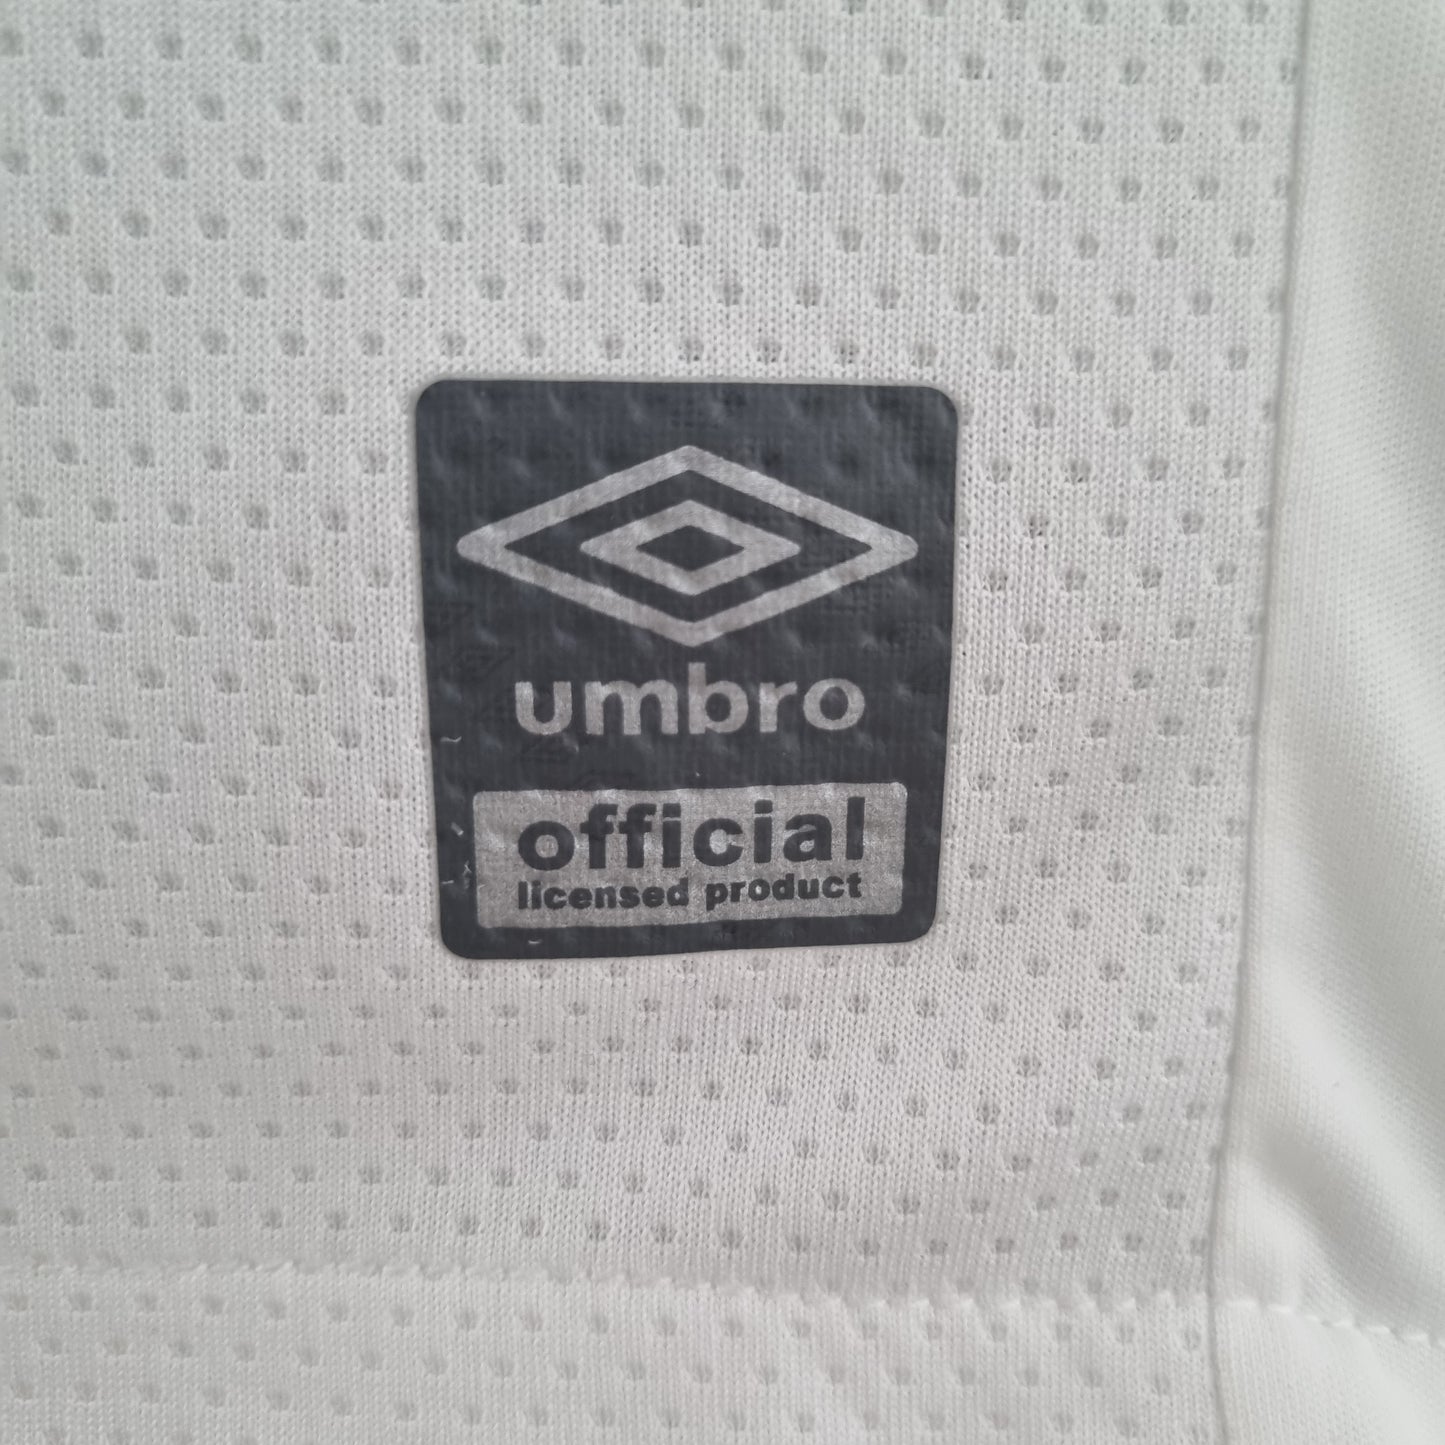 umbro
official
licensed product